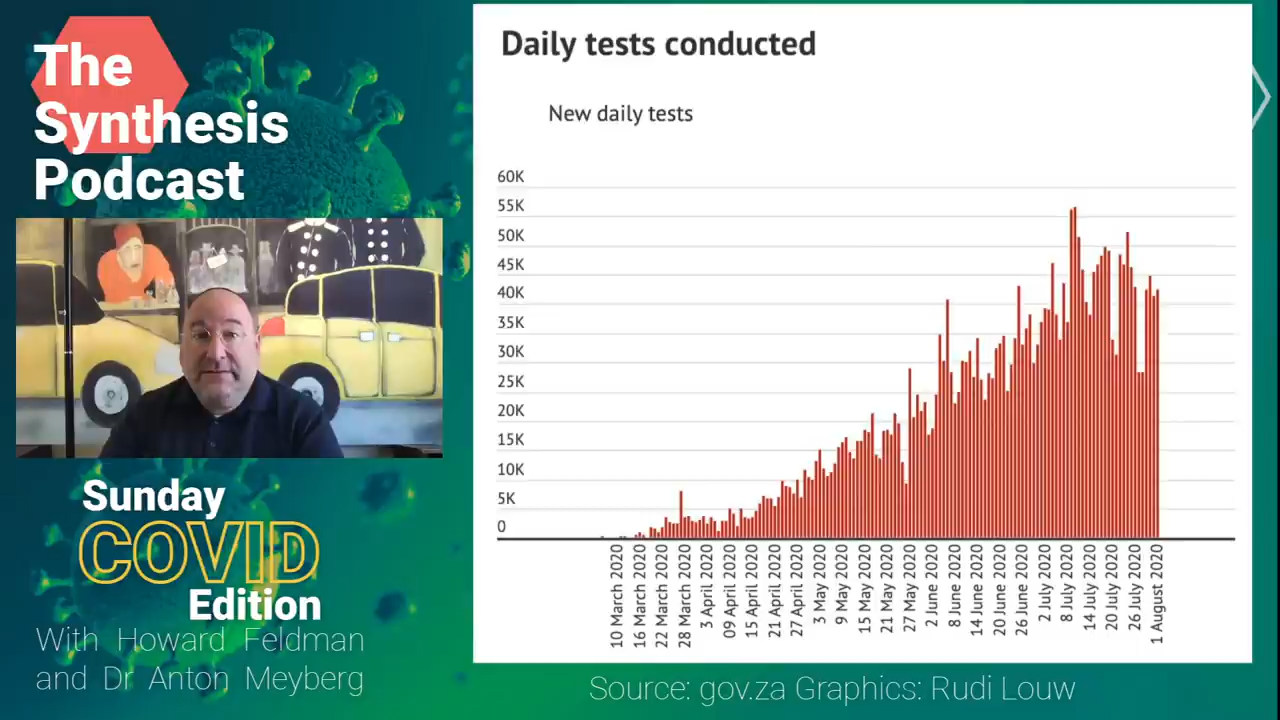 The
Synthesis
Podcast
Sunday
COVID
Edition
With Howard Feldman
and Dr Anton Meyberg
Daily tests conducted
New daily tests
60K
55K
50K
45K
40K
35K
30K
25K
20K
15K
10K
5K
0
10 March 2020
16 March 2020
22 March 2020
28 March 2020
3 April 2020
09 April 2020
15 April 2020
21 April 2020
27 April 2020
3 May 2020
9 May 2020
15 May 2020
21 May 2020
27 May 2020
2 June 2020
8 June 2020
14 June 2020
20 June 2020
26 June 2020
2 July 2020
8 July 2020
14 July 2020
20 July 2020
26 July 2020
1 August 2020
Source: gov.za Graphics: Rudi Louw